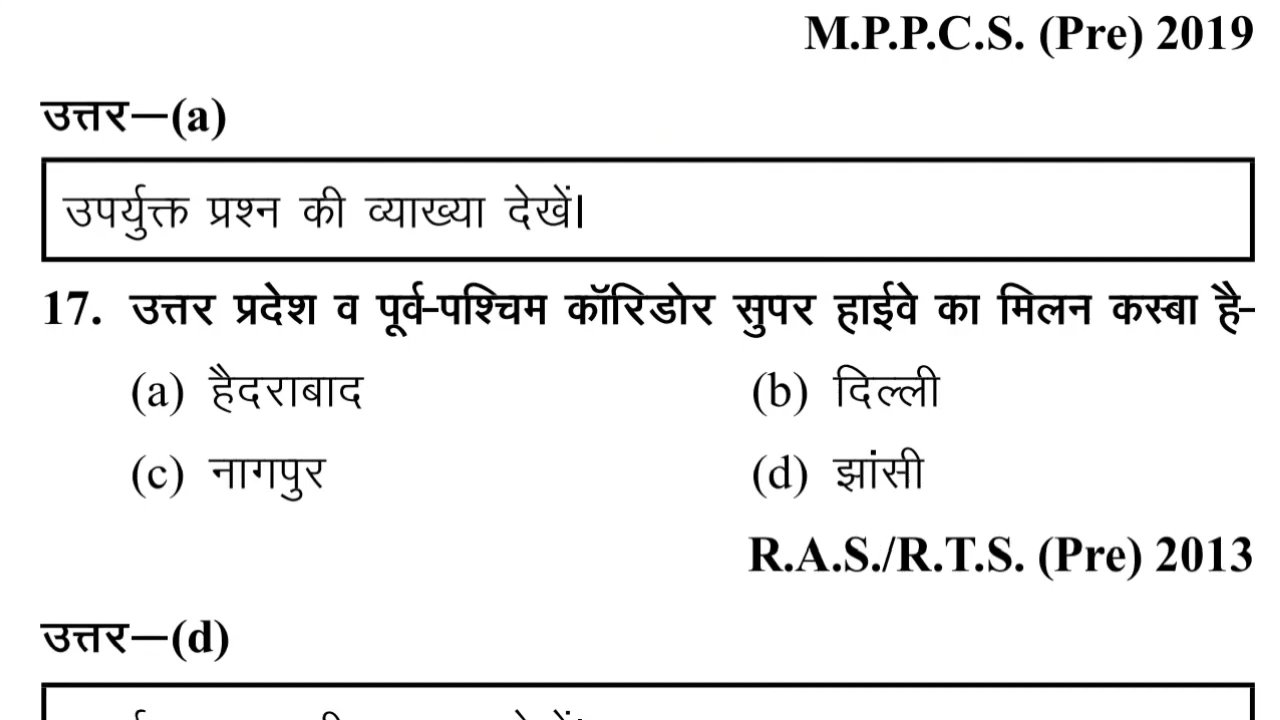 M.P.P.C.S. (Pre) 2019
उत्तर—(a)
उपर्युक्त प्रश्न की व्याख्या देखें।
17. उत्तर प्रदेश व पूर्व-पश्चिम कॉरिडोर सुपर हाईवे का मिलन कस्बा है-
(a) हैदराबाद (b) दिल्ली
(c) नागपुर (d) झांसी
R.A.S./R.T.S. (Pre) 2013
उत्तर—(d)